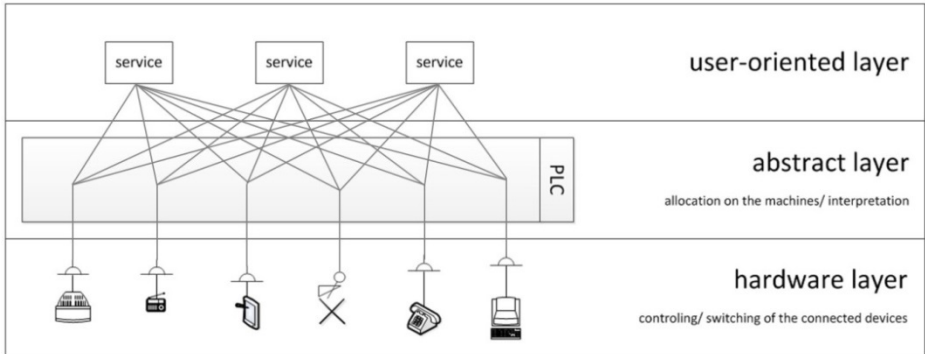 service
service
service
user-oriented layer
PLC
abstract layer
allocation on the machines/ interpretation
hardware layer
controling/ switching of the connected devices